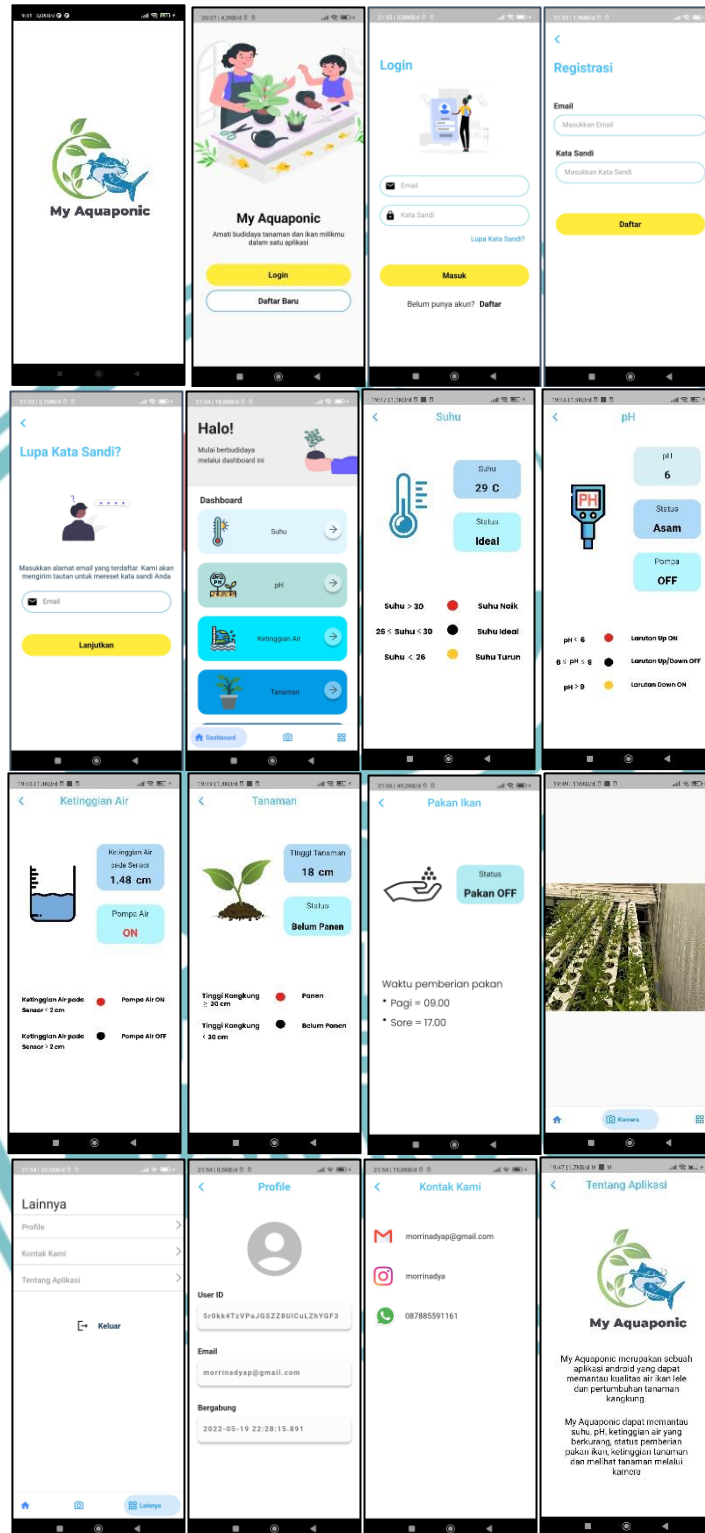 My Aquaponic
My Aquaponic
Amati budidaya tanaman dan ikan milikmu
dalam satu aplikasi
Login
Daftar Baru
Login
Email
Kata Sandi
Lupa Kata Sandi?
Masuk
Belum punya akun? Daftar
Registrasi
Email
Masukkan Email
Kata Sandi
Masukkan Kata Sandi
Daftar
Lupa Kata Sandi?
Masukkan alamat email yang terdaftar. Kami akan
mengirim tautan untuk mereset kata sandi Anda
Email
Lanjutkan
Halo!
Mulai berbudidaya
melalui dashboard ini
Dashboard
Suhu
pH
Ketinggian Air
Tanaman
Dashboard
Suhu
Suhu
29 C
Status
Ideal
Suhu > 30 Suhu Naik
26 ≤ Suhu ≤ 30 Suhu Ideal
Suhu < 26 Suhu Turun
pH
PH
pH
6
Status
Asam
Pompa
OFF
pH < 6 Larutan Up ON
6 ≤ pH ≤ 9 Larutan Up/Down OFF
pH > 9 Larutan Down ON
Ketinggian Air
Ketinggian Air
pada Sensor
1.48 cm
Pompa Air
ON
Ketinggian Air pada
Sensor < 2 cm
Pompa Air ON
Ketinggian Air pada
Sensor > 2 cm
Pompa Air OFF
Tanaman
Tinggi Tanaman
18 cm
Status
Belum Panen
Tinggi Kangkung
≥ 30 cm
Panen
Tinggi Kangkung
< 30 cm
Belum Panen
Pakan Ikan
Status
Pakan OFF
Waktu pemberian pakan
• Pagi = 09.00
• Sore = 17.00
Kamera
Lainnya
Profile
Kontak Kami
Tentang Aplikasi
Keluar
Lainnya
Profile
User ID
Email
morrinadyap@gmail.com
Bergabung
2022-05-19 22:28:15.891
Kontak Kami
morrinadyap@gmail.com
morrinadya
087885591161
Tentang Aplikasi
My Aquaponic
My Aquaponic merupakan sebuah
aplikasi android yang dapat
memantau kualitas air ikan lele
dan pertumbuhan tanaman
kangkung
My Aquaponic dapat memantau
suhu, pH, ketinggian air yang
berkurang, status pemberian
pakan ikan, ketinggian tanaman
dan melihat tanaman melalui
kamera